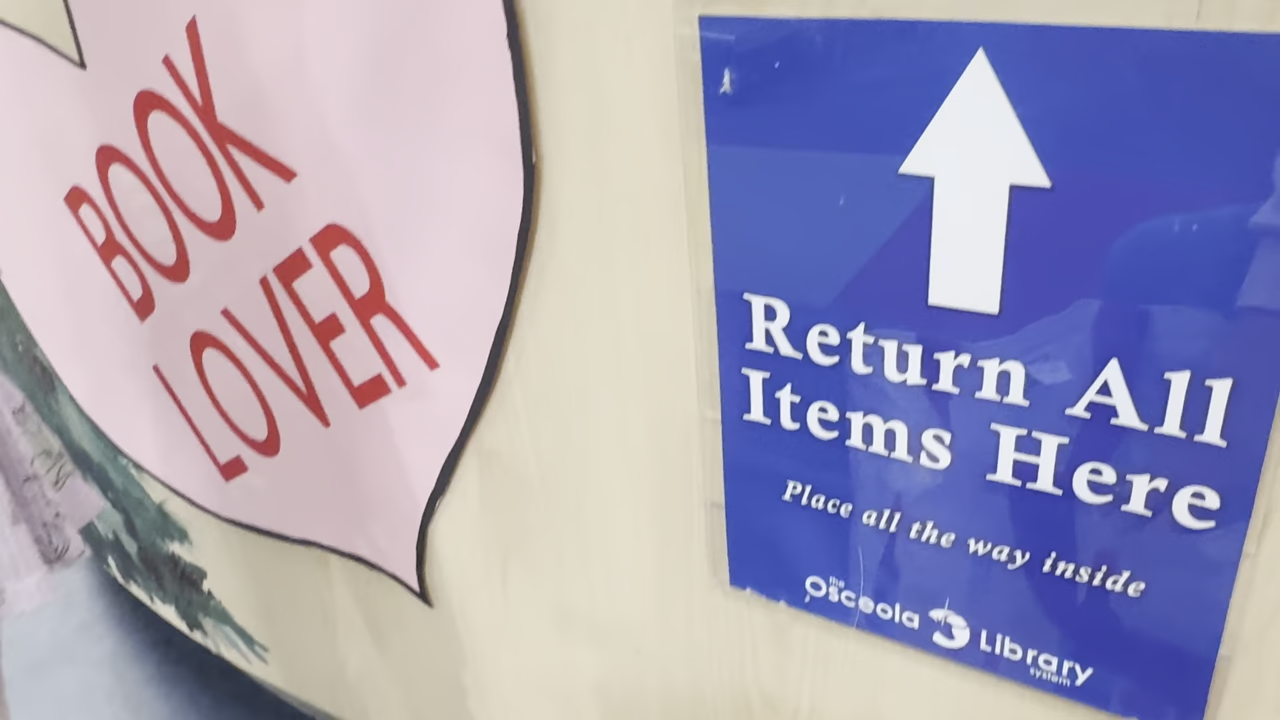 BOOK
LOVER
Return All
Items Here
Place all the way inside
the
Osceola Library
system